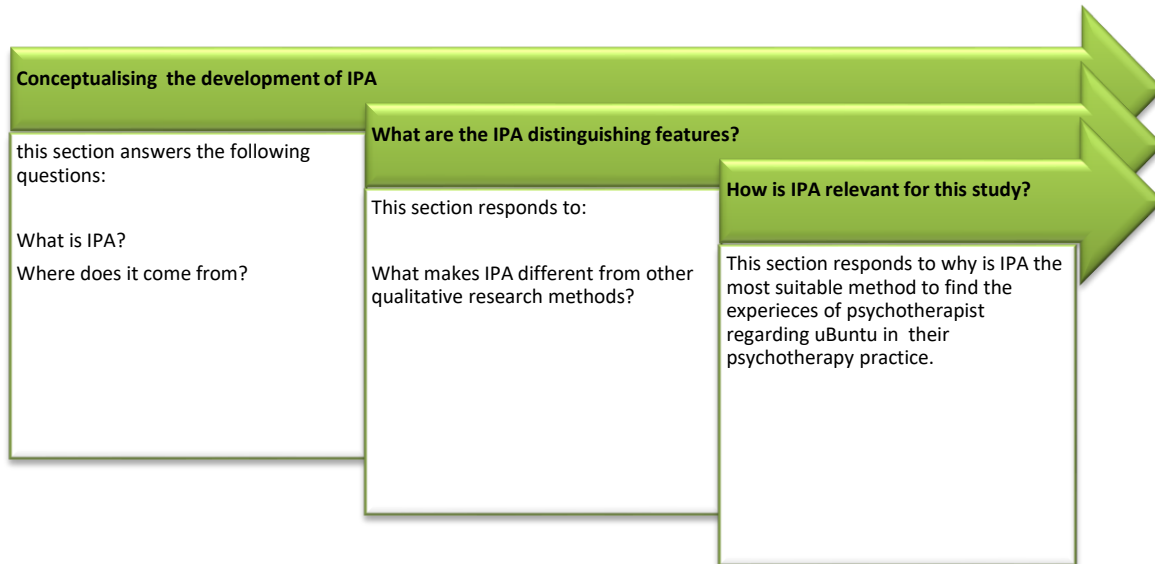 Conceptualising the development of IPA
this section answers the following
questions:
What is IPA?
Where does it come from?
What are the IPA distinguishing features?
This section responds to:
What makes IPA different from other
qualitative research methods?
How is IPA relevant for this study?
This section responds to why is IPA the
most suitable method to find the
experieces of psychotherapist
regarding uBuntu in their
psychotherapy practice.